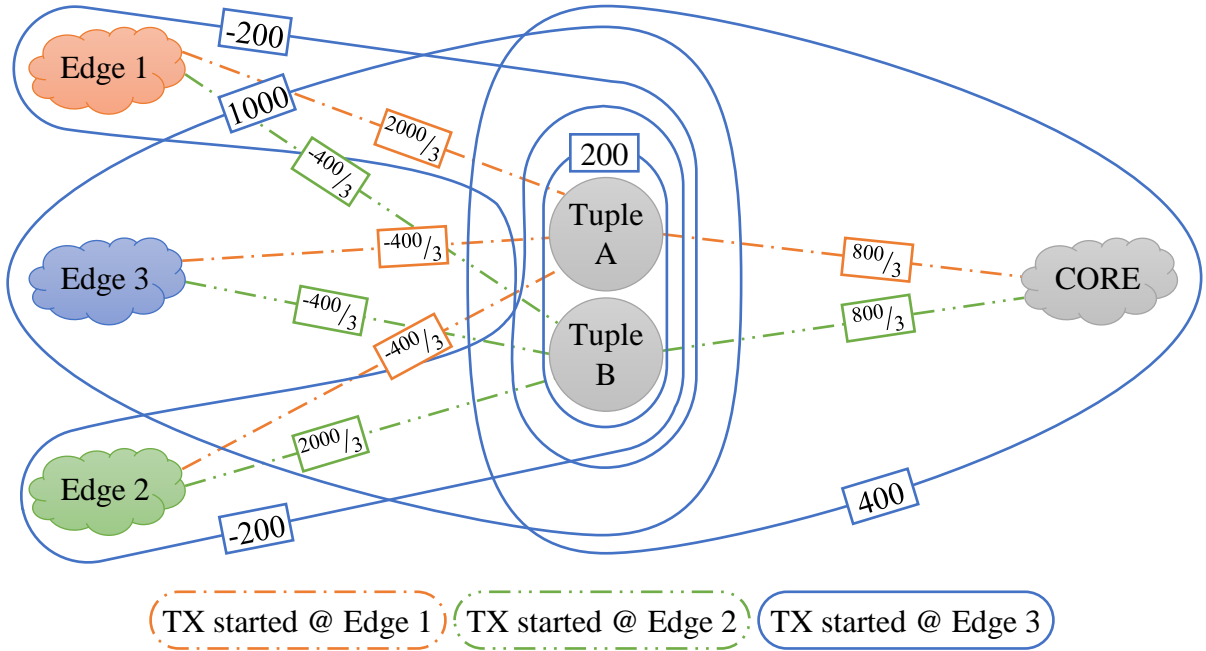 -200
Edge 1
1000
2000/3
-400/3
200
Tuple
A
-400/3
800/3
Edge 3
CORE
-400/3
800/3
Tuple
B
-400/3
2000/3
Edge 2
400
-200
TX started @ Edge 1
TX started @ Edge 2
TX started @ Edge 3